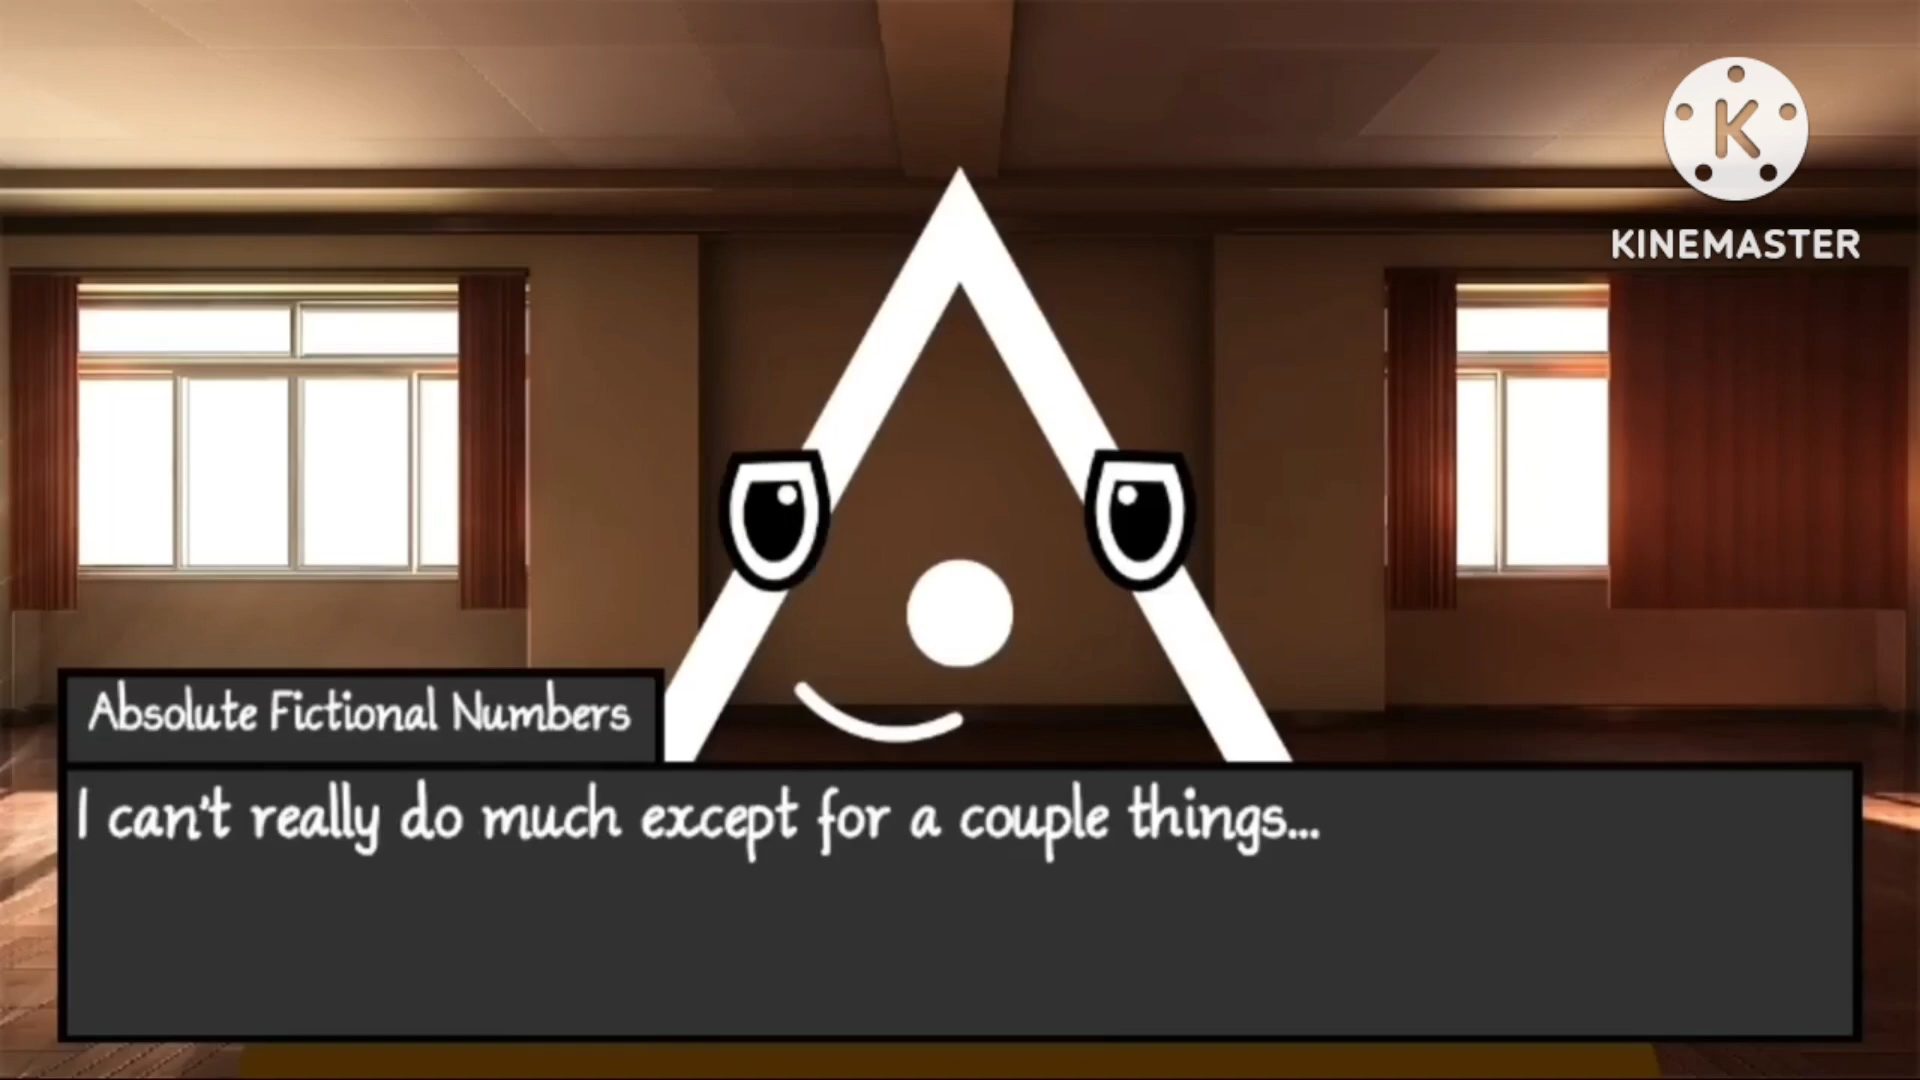 K
KINEMASTER
Absolute Fictional Numbers
I can't really do much except for a couple things...